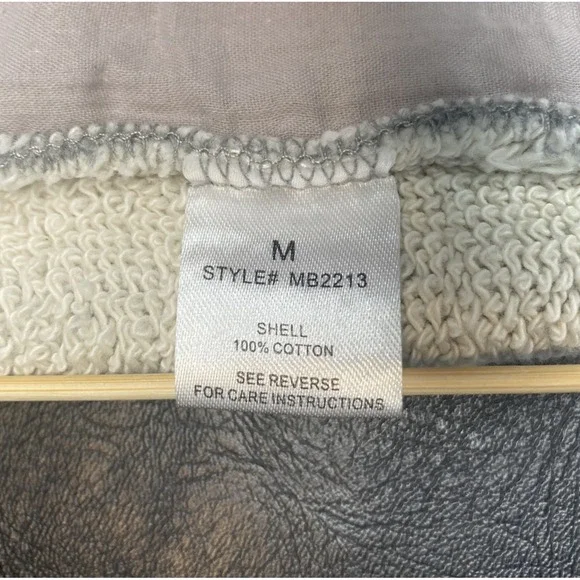 M
STYLE# MB2213
SHELL
100% COTTON
SEE REVERSE
FOR CARE INSTRUCTIONS